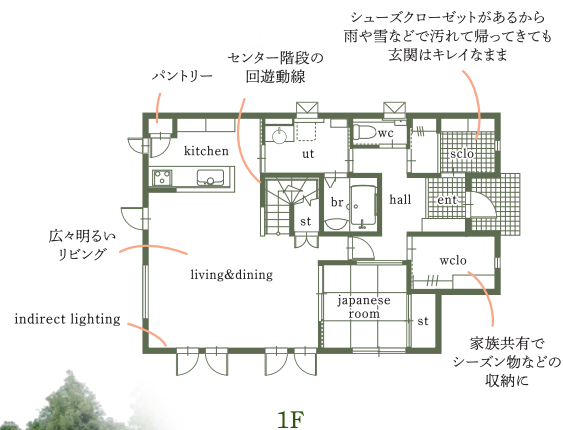 シューズクローゼットがあるから
雨や雪などで汚れて帰ってきても
玄関はキレイなまま
センター階段の
回遊動線
パントリー
kitchen
ut
wc
sclo
br
hall
ent
st
広々明るい
リビング
living&dining
wclo
japanese
room
st
indirect lighting
家族共有で
シーズン物などの
収納に
1F